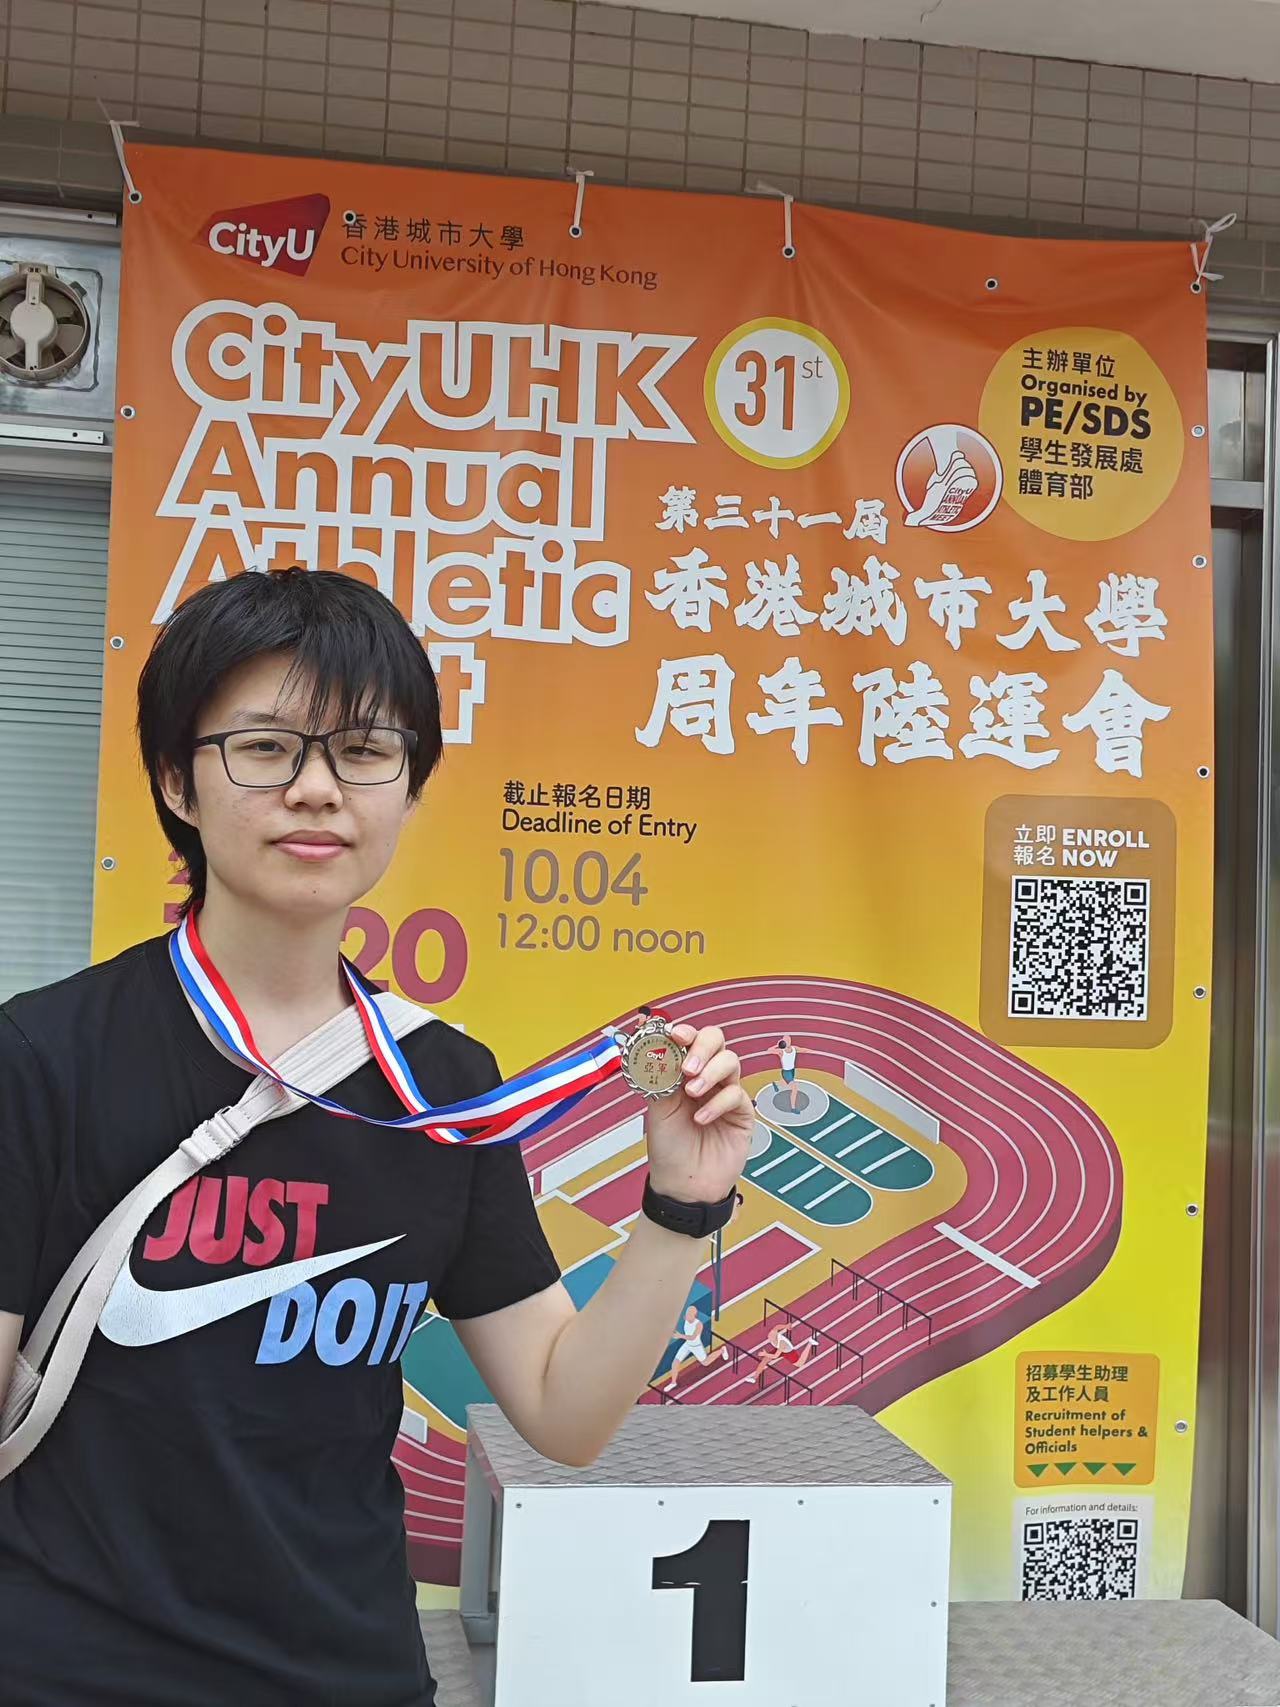 CityU 香港城市大學
City University of Hong Kong
CityUHK
Annual
Athletic
31st
主辦單位
Organised by
PE/SDS
學生發展處
體育部
第三十一屆
香港城市大學
周年陸運會
截止報名日期
Deadline of Entry
10.04
12:00 noon
20
立即 ENROLL
報名 NOW
CityU
亞軍
JUST
DO IT
招募學生助理
及工作人員
Recruitment of
Student helpers &
Officials
For information and details:
1